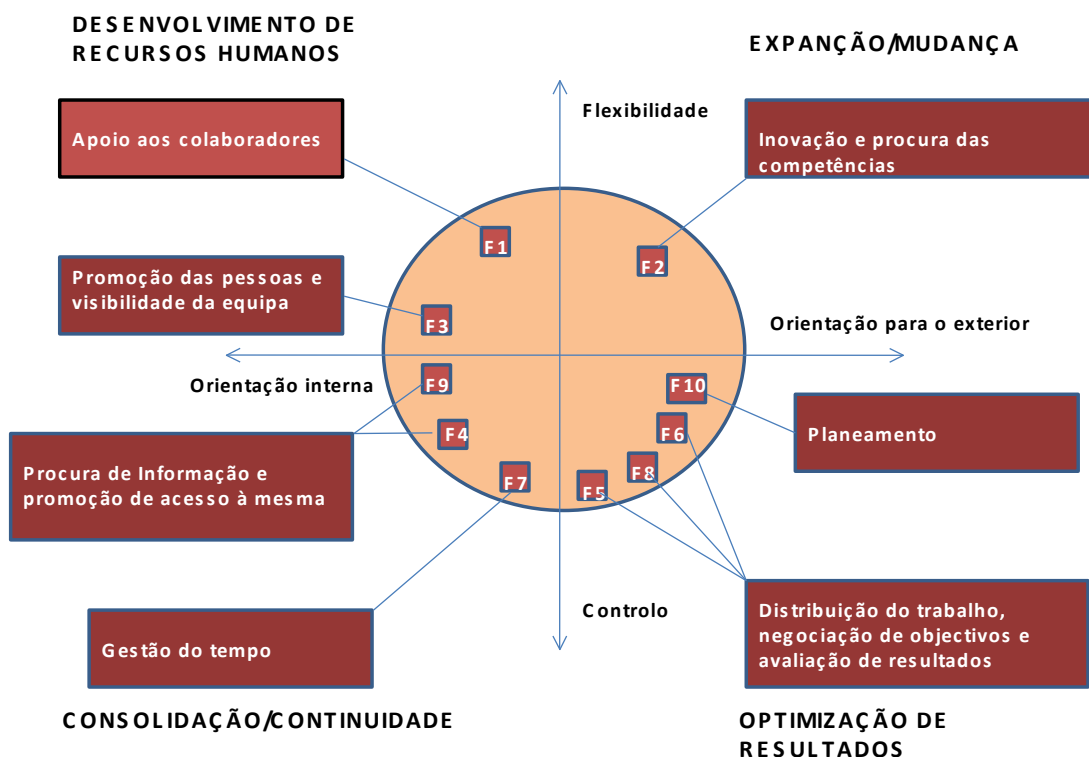 DESENVOLVIMENTO DE
RECURSOS HUMANOS
EXPANÇÃO/MUDANÇA
Flexibilidade
Apoio aos colaboradores
Inovação e procura das
competências
F1
F2
Promoção das pessoas e
visibilidade da equipa
F3
Orientação para o exterior
Orientação interna
F9
F10
F4
F6
Planeamento
Procura de Informação e
promoção de acesso à mesma
F7
F5
F8
Controlo
Distribuição do trabalho,
negociação de objectivos e
avaliação de resultados
Gestão do tempo
CONSOLIDAÇÃO/CONTINUIDADE
OPTIMIZAÇÃO DE
RESULTADOS